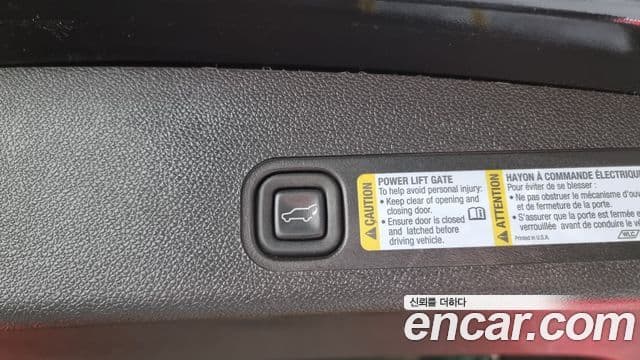 CAUTION
POWER LIFT GATE
To help avoid personal injury:
• Keep clear of opening and
closing door.
• Ensure door is closed
and latched before
driving vehicle.
ATTENTION
HAYON À COMMANDE ÉLECTRIQUE
Pour éviter de se blesser :
• Ne pas obstruer le mécanisme d'ou
et de fermeture de la porte.
• S'assurer que la porte est fermée
verrouillée avant de conduire le vé
Printed in U.S.A.
WLC
신뢰를 더하다
encar.com